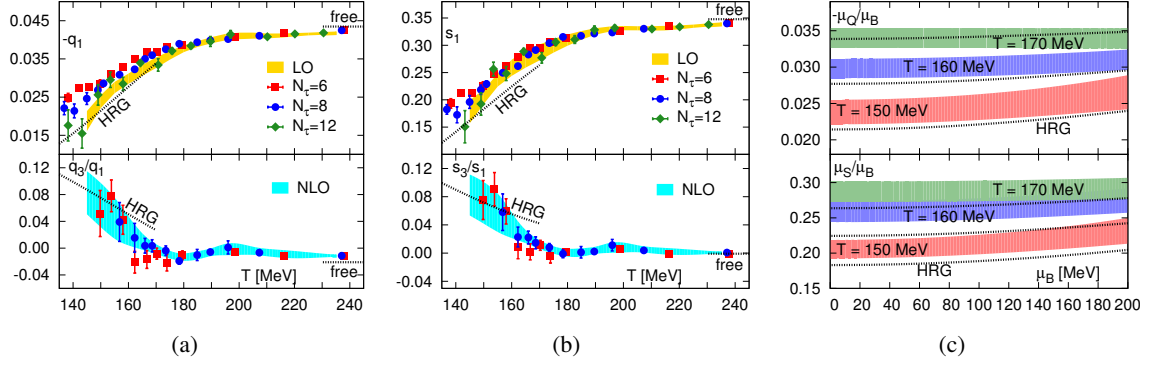 -q₁
0.045
0.035
0.025
0.015
free
HRG
LO
Nτ=6
Nτ=8
Nτ=12
q₃/q₁
0.12
0.08
0.04
0.00
-0.04
HRG
NLO
free
T [MeV]
140 160 180 200 220 240
(a)
s₁
0.35
0.30
0.25
0.20
0.15
free
HRG
LO
Nτ=6
Nτ=8
Nτ=12
s₃/s₁
0.15
0.10
0.05
0.00
-0.05
HRG
NLO
free
T [MeV]
140 160 180 200 220 240
(b)
-μQ/μB
0.035
0.030
0.025
0.020
T = 170 MeV
T = 160 MeV
T = 150 MeV
HRG
μS/μB
0.30
0.25
0.20
0.15
T = 170 MeV
T = 160 MeV
T = 150 MeV
HRG
μB [MeV]
0 20 40 60 80 100 120 140 160 180 200
(c)